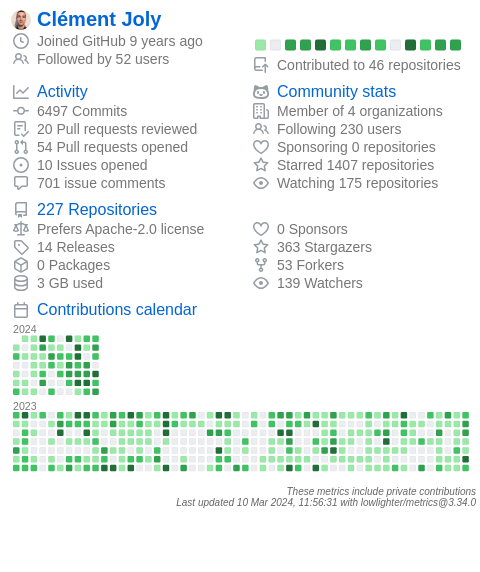 Clément Joly
Joined GitHub 9 years ago
Followed by 52 users
Contributed to 46 repositories
Activity
6497 Commits
20 Pull requests reviewed
54 Pull requests opened
10 Issues opened
701 issue comments
Community stats
Member of 4 organizations
Following 230 users
Sponsoring 0 repositories
Starred 1407 repositories
Watching 175 repositories
227 Repositories
Prefers Apache-2.0 license
14 Releases
0 Packages
3 GB used
0 Sponsors
363 Stargazers
53 Forkers
139 Watchers
Contributions calendar
2024
2023
These metrics include private contributions
Last updated 10 Mar 2024, 11:56:31 with lowlighter/metrics@3.34.0